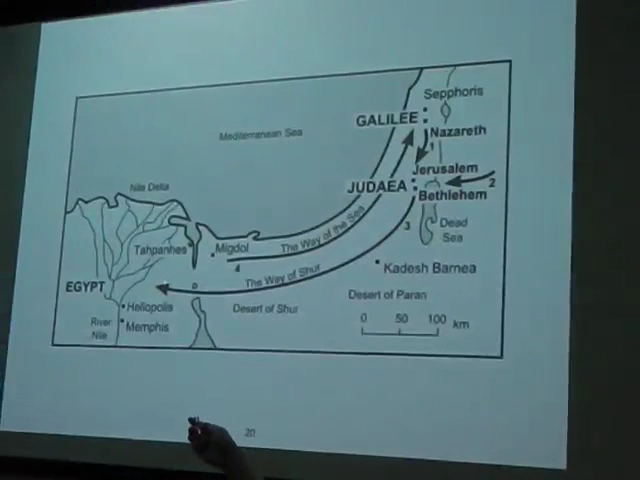 Sepphoris
GALILEE
Mediterranean Sea
Nazareth
1
Jerusalem
2
JUDAEA
Bethlehem
Nile Delta
3
Dead
Sea
The Way of the Sea
Tahpanhes
Migdol
4
Kadesh Barnea
The Way of Shur
EGYPT
Desert of Paran
Heliopolis
Desert of Shur
River
Nile
Memphis
0 50 100 km
20